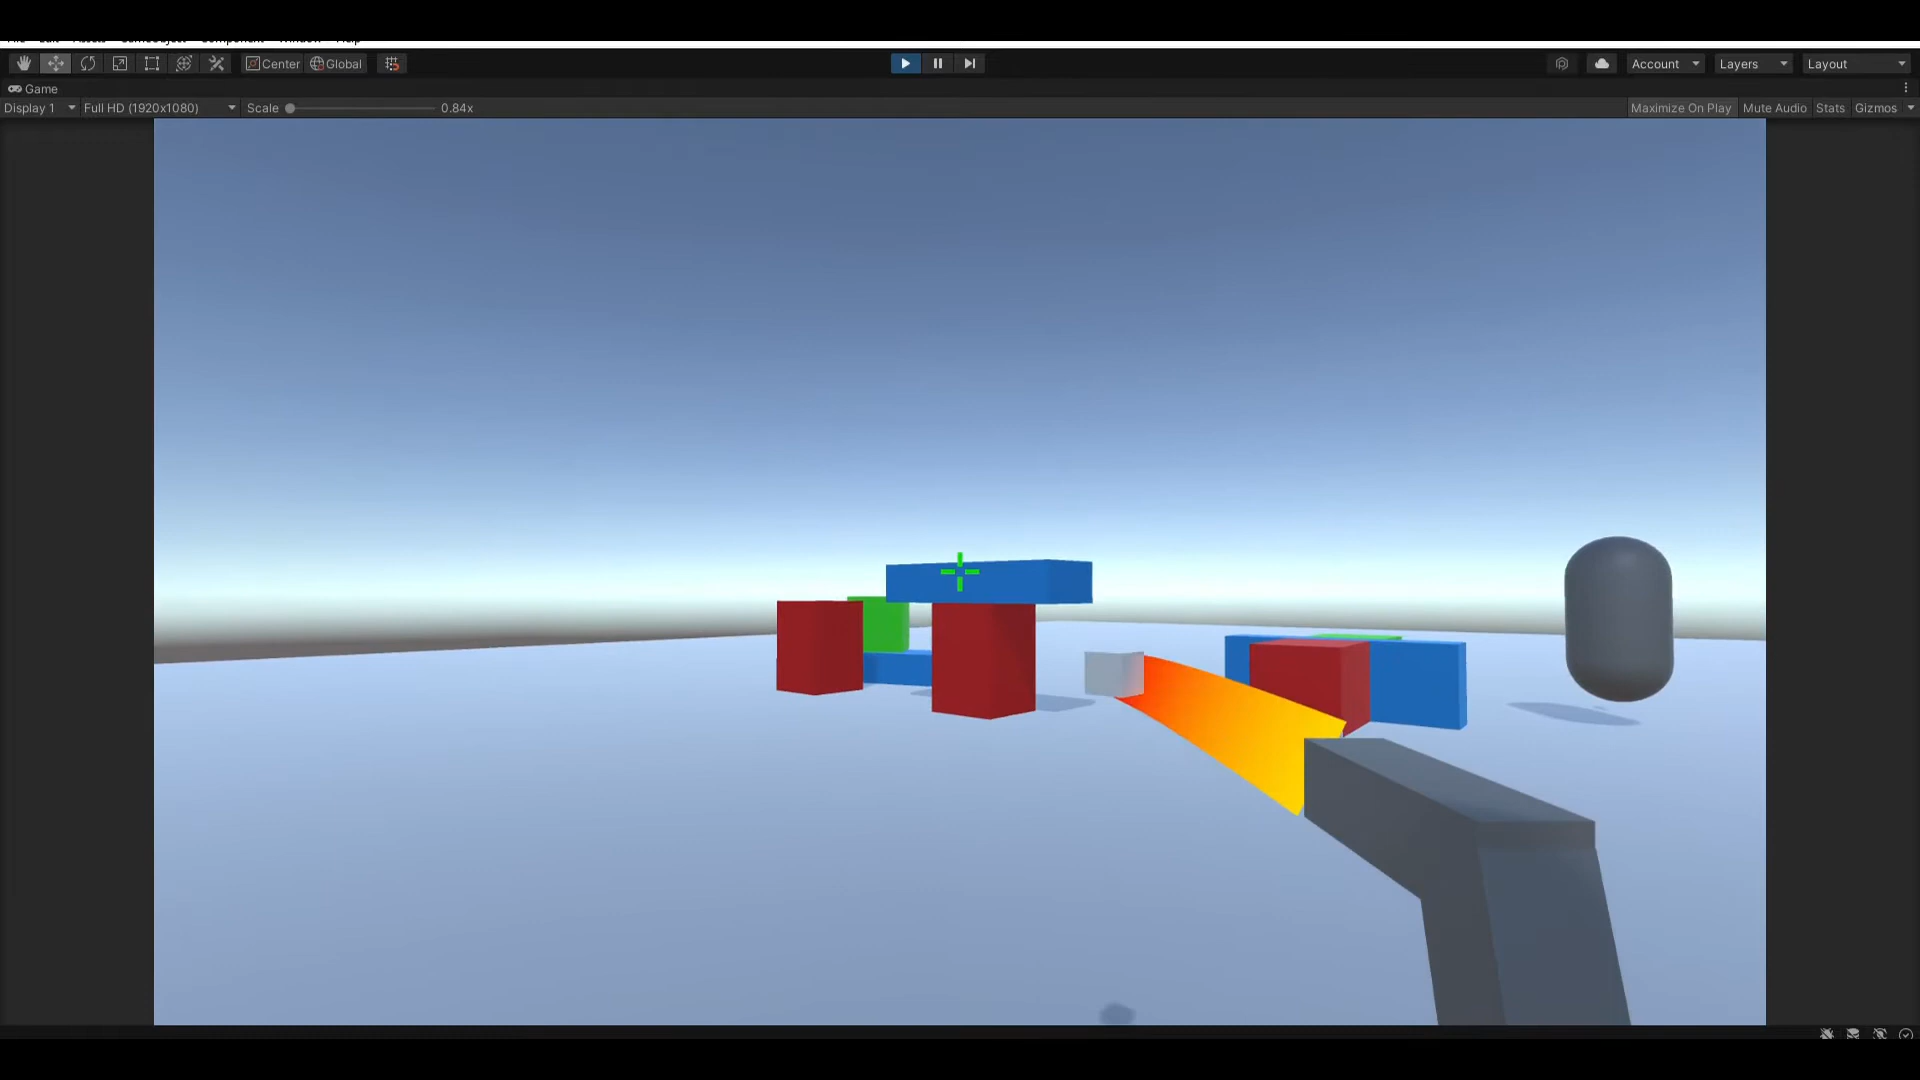 Center Global Account Layers Layout
Game
Display 1 Full HD (1920x1080) Scale 0.84x Maximize On Play Mute Audio Stats Gizmos